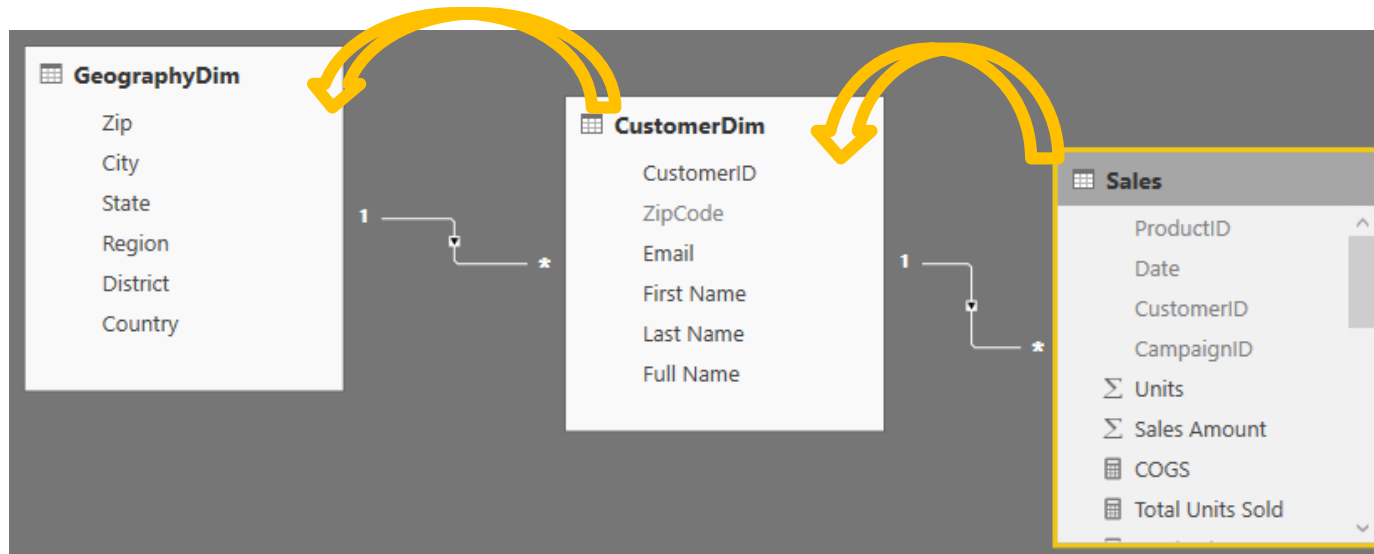 GeographyDim
Zip
City
State
Region
District
Country
1
*
CustomerDim
CustomerID
ZipCode
Email
First Name
Last Name
Full Name
1
*
Sales
ProductID
Date
CustomerID
CampaignID
Σ Units
Σ Sales Amount
COGS
Total Units Sold